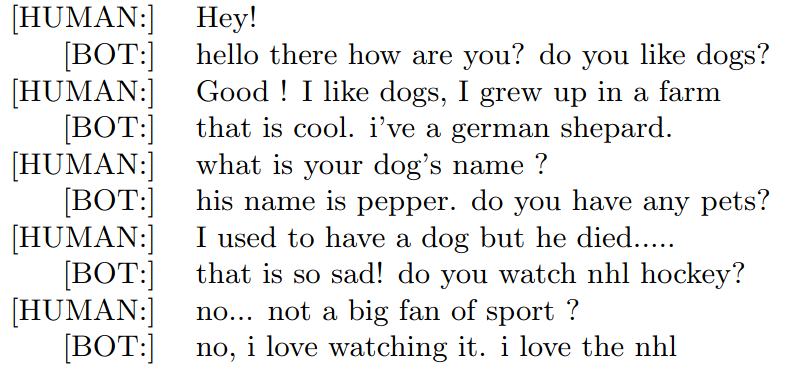 [HUMAN:] Hey!
[BOT:] hello there how are you? do you like dogs?
[HUMAN:] Good ! I like dogs, I grew up in a farm
[BOT:] that is cool. i've a german shepard.
[HUMAN:] what is your dog's name ?
[BOT:] his name is pepper. do you have any pets?
[HUMAN:] I used to have a dog but he died.....
[BOT:] that is so sad! do you watch nhl hockey?
[HUMAN:] no... not a big fan of sport ?
[BOT:] no, i love watching it. i love the nhl